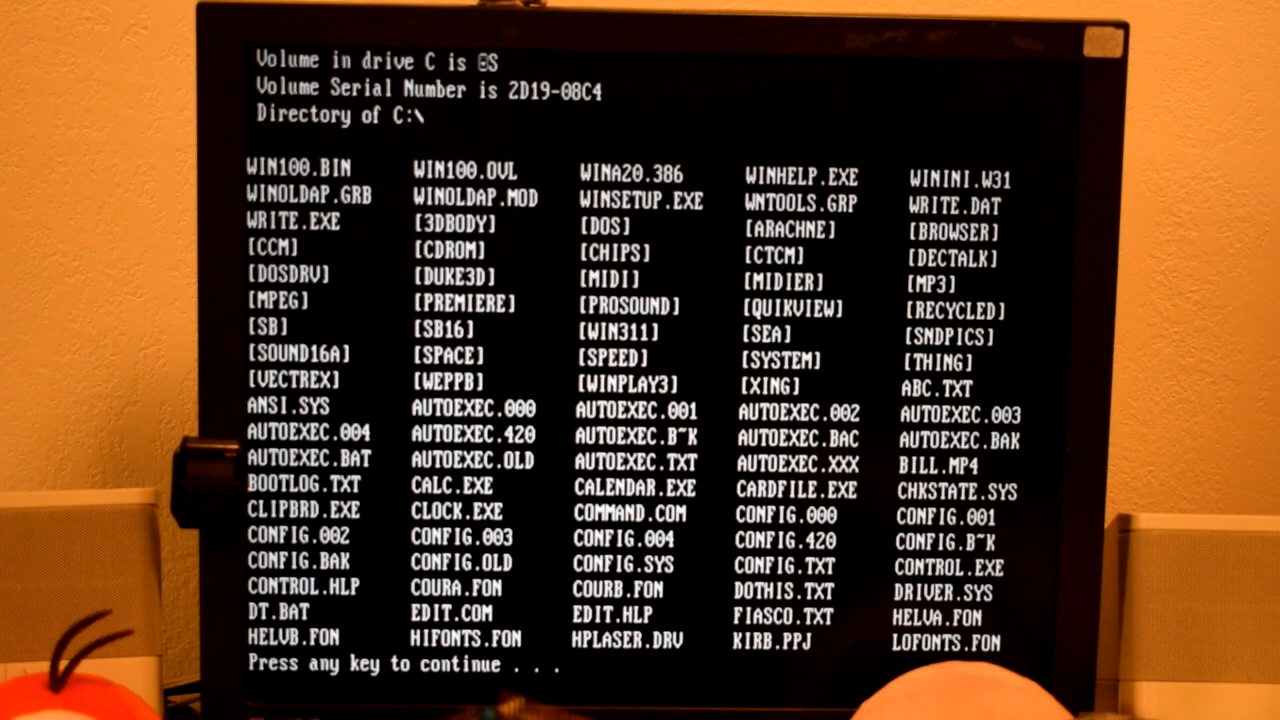 Volume in drive C is @S
Volume Serial Number is 2D19-08C4
Directory of C:\
WIN100.BIN WIN100.OVL WINA20.386 WINHELP.EXE WININI.W31
WINOLDAP.GRB WINOLDAP.MOD WINSETUP.EXE WNTOOLS.GRP WRITE.DAT
WRITE.EXE [3DBODY] [DOS] [ARACHNE] [BROWSER]
[CCM] [CDROM] [CHIPS] [CTCM] [DECTALK]
[DOSDRV] [DUKE3D] [MIDI] [MIDIER] [MP3]
[MPEG] [PREMIERE] [PROSOUND] [QUIKVIEW] [RECYCLED]
[SB] [SB16] [WIN311] [SEA] [SNDPICS]
[SOUND16A] [SPACE] [SPEED] [SYSTEM] [THING]
[VECTREX] [WEPPB] [WINPLAY3] [XING] ABC.TXT
ANSI.SYS AUTOEXEC.000 AUTOEXEC.001 AUTOEXEC.002 AUTOEXEC.003
AUTOEXEC.004 AUTOEXEC.420 AUTOEXEC.B~K AUTOEXEC.BAC AUTOEXEC.BAK
AUTOEXEC.BAT AUTOEXEC.OLD AUTOEXEC.TXT AUTOEXEC.XXX BILL.MP4
BOOTLOG.TXT CALC.EXE CALENDAR.EXE CARDFILE.EXE CHKSTATE.SYS
CLIPBRD.EXE CLOCK.EXE COMMAND.COM CONFIG.000 CONFIG.001
CONFIG.002 CONFIG.003 CONFIG.004 CONFIG.420 CONFIG.B~K
CONFIG.BAK CONFIG.OLD CONFIG.SYS CONFIG.TXT CONTROL.EXE
CONTROL.HLP COURA.FON COURB.FON DOTHIS.TXT DRIVER.SYS
DT.BAT EDIT.COM EDIT.HLP FIASCO.TXT HELVA.FON
HELVB.FON HIFONTS.FON HPLASER.DRV KIRB.PPJ LOFONTS.FON
Press any key to continue . . .